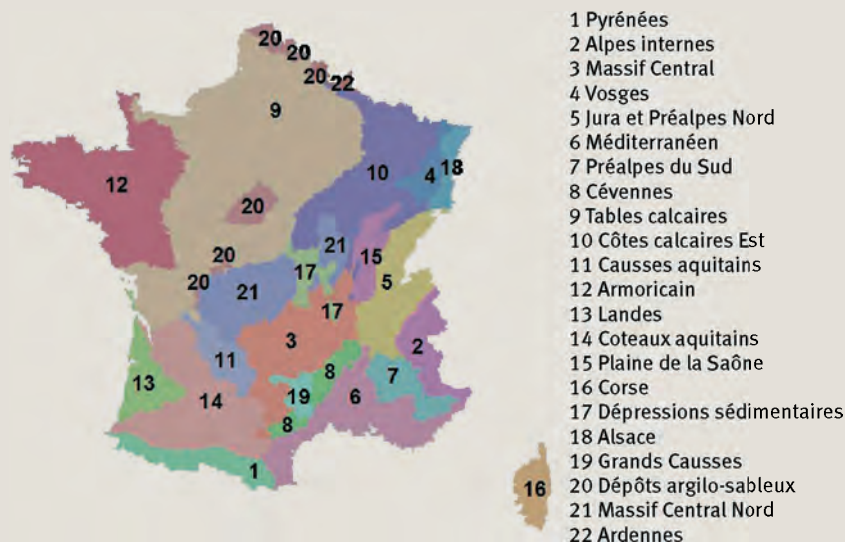 20
20
20
22
9
10
4
18
12
20
21
15
20
17
5
20
21
17
3
2
11
8
7
13
19
6
14
8
1
16
1 Pyrénées
2 Alpes internes
3 Massif Central
4 Vosges
5 Jura et Préalpes Nord
6 Méditerranéen
7 Préalpes du Sud
8 Cévennes
9 Tables calcaires
10 Côtes calcaires Est
11 Causses aquitains
12 Armoricain
13 Landes
14 Coteaux aquitains
15 Plaine de la Saône
16 Corse
17 Dépressions sédimentaires
18 Alsace
19 Grands Causses
20 Dépôts argilo-sableux
21 Massif Central Nord
22 Ardennes